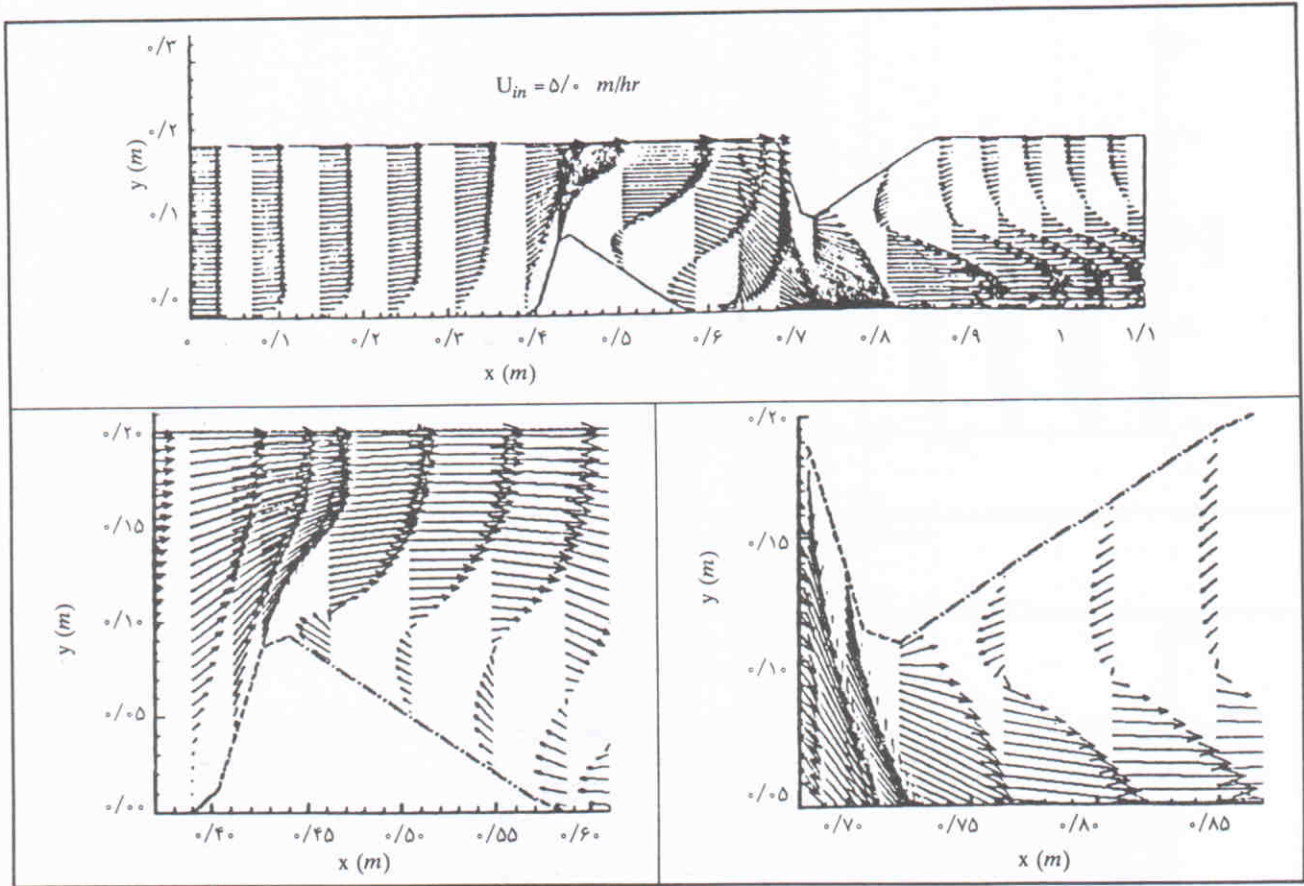 ۰/۳
۰/۲
۰/۱
۰/۰
y (m)
U_in = ۵/۰ m/hr
۰ ۰/۱ ۰/۲ ۰/۳ ۰/۴ ۰/۵ ۰/۶ ۰/۷ ۰/۸ ۰/۹ ۱ ۱/۱
x (m)
۰/۲۰
۰/۱۵
۰/۱۰
۰/۰۵
۰/۰۰
y (m)
۰/۴۰ ۰/۴۵ ۰/۵۰ ۰/۵۵ ۰/۶۰
x (m)
۰/۲۰
۰/۱۵
۰/۱۰
۰/۰۵
y (m)
۰/۷۰ ۰/۷۵ ۰/۸۰ ۰/۸۵
x (m)